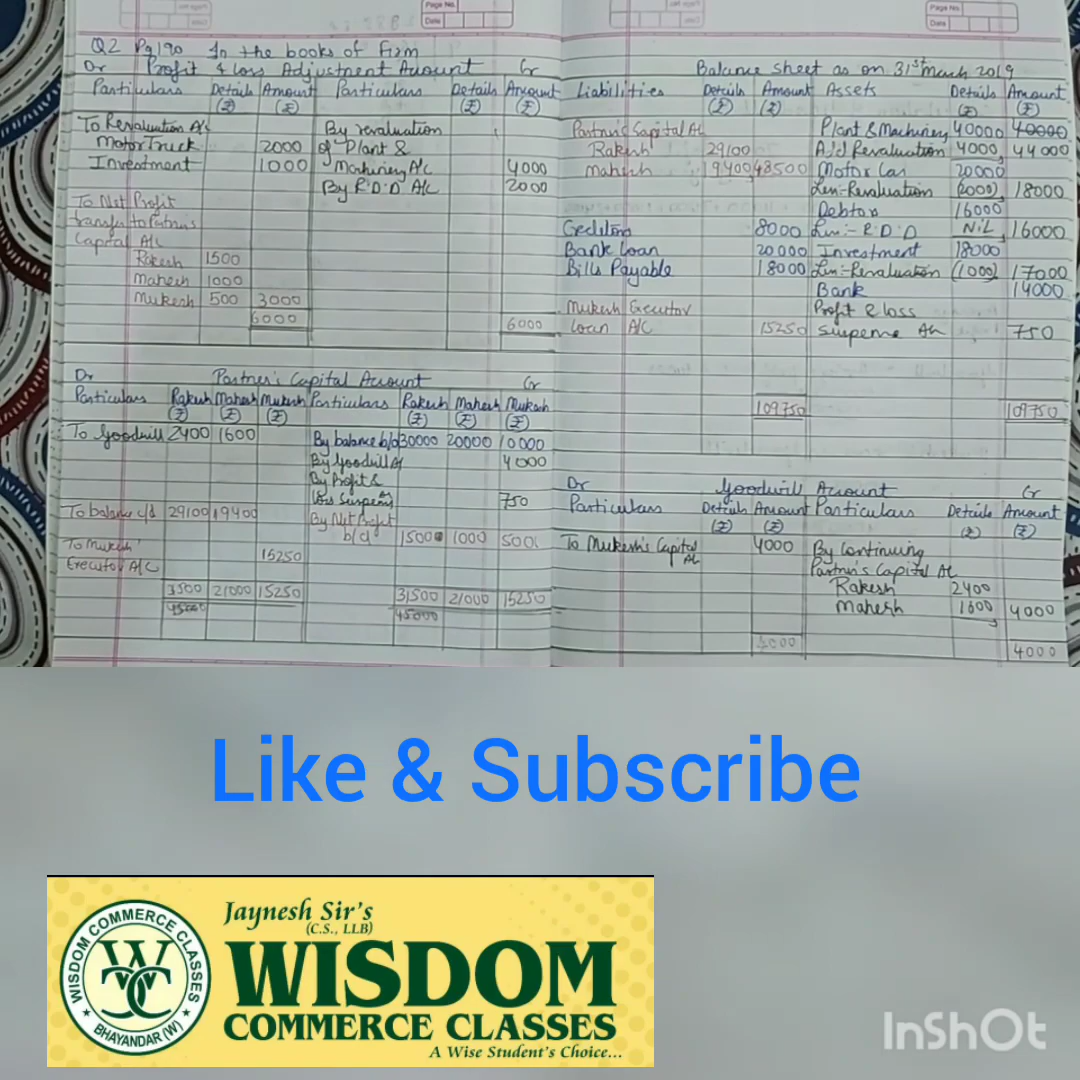 Page No.
Date
Page No.
Date
Q2 Pg190 In the books of Firm
Dr Profit & Loss Adjustment Account Cr
Particulars Details (₹) Amount (₹) Particulars Details (₹) Amount (₹)
To Revaluation A/c By revaluation
Motor Truck 2000 of Plant &
Investment 1000 Machinery A/C 4000
By R.D.D A/c 2000
To Net Profit
transfer to Partner's
Capital A/c
Rakesh 1500
Mahesh 1000
Mukesh 500 3000
6000 6000
Dr Partner's Capital Account Cr
Particulars Rakesh (₹) Mahesh (₹) Mukesh (₹) Particulars Rakesh (₹) Mahesh (₹) Mukesh (₹)
To Goodwill 2400 1600 By balance b/d 30000 20000 10000
By Goodwill A/c 4000
By Profit &
loss Suspense 750
To balance c/d 29100 19400 By Net Profit
b/d 1500 1000 500
To Mukesh' 15250
Executor A/C
3500 21000 15250 31500 21000 15250
45000 45000
Balance sheet as on 31st March 2019
Liabilities Details (₹) Amount (₹) Assets Details (₹) Amount (₹)
Partner's Capital A/c Plant & Machinery 40000 40000
Rakesh 29100 Add Revaluation 4000 44000
Mahesh 19400 48500 Motor Car 20000
Less:-Revaluation (2000) 18000
Debtors 16000
Creditors 8000 Less:- R.D.D NIL 16000
Bank Loan 20000 Investment 18000
Bills Payable 18000 Less:-Revaluation (1000) 17000
Bank 14000
Mukesh Executor Profit & loss
Loan A/C 15250 Suspense A/c 750
109750 109750
Dr Goodwill Account Cr
Particulars Details (₹) Amount (₹) Particulars Details (₹) Amount (₹)
To Mukesh's Capital A/c 4000 By Continuing
Partner's Capital A/c
Rakesh 2400
Mahesh 1600 4000
4000 4000
Like & Subscribe
WISDOM COMMERCE CLASSES
BHAYANDAR (W)
Jaynesh Sir's
(C.S., LLB)
WISDOM
COMMERCE CLASSES
A Wise Student's Choice...
InShOt